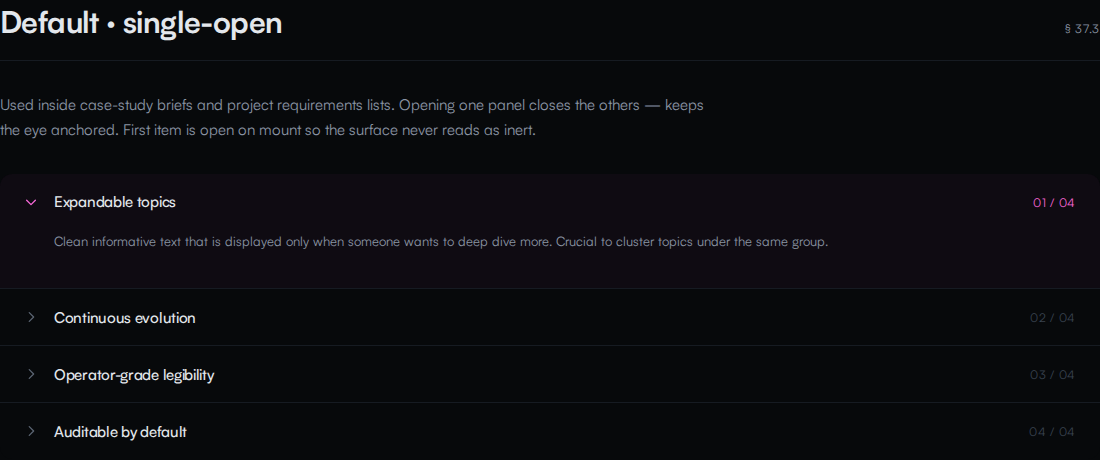 Default · single-open
§ 37.3
Used inside case-study briefs and project requirements lists. Opening one panel closes the others — keeps
the eye anchored. First item is open on mount so the surface never reads as inert.
Expandable topics
01 / 04
Clean informative text that is displayed only when someone wants to deep dive more. Crucial to cluster topics under the same group.
Continuous evolution
02 / 04
Operator-grade legibility
03 / 04
Auditable by default
04 / 04